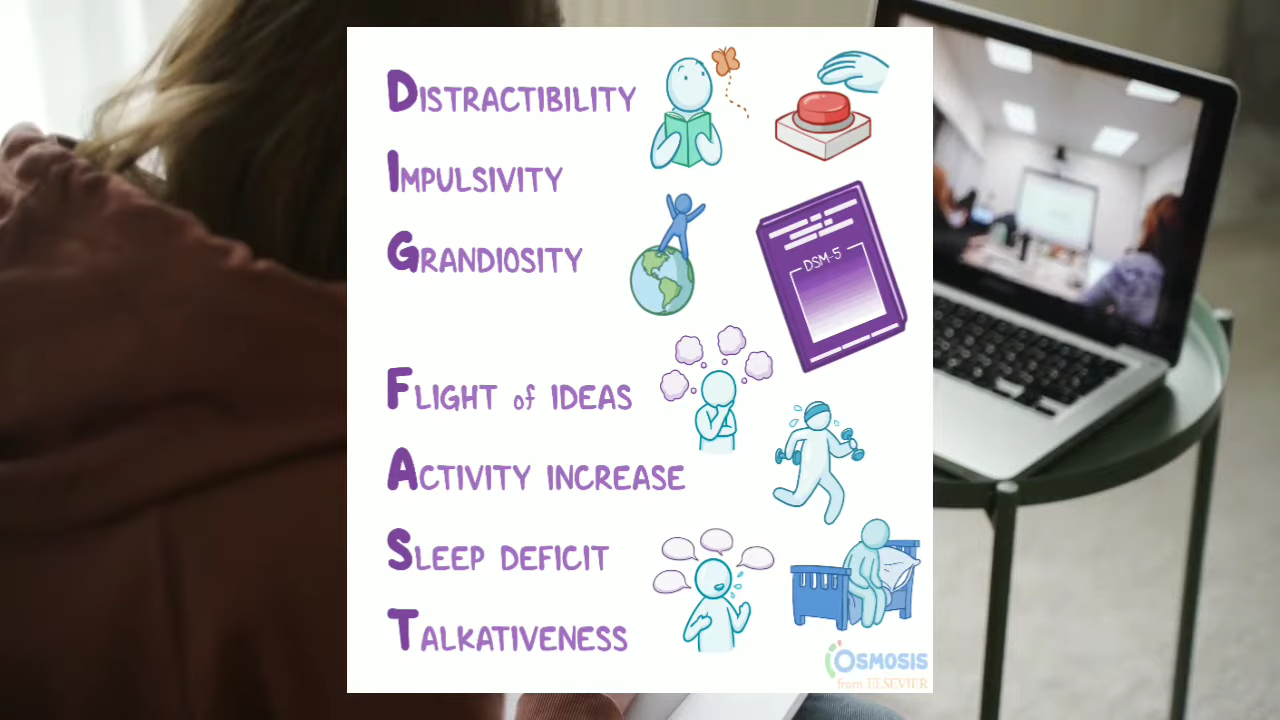 DISTRACTIBILITY
IMPULSIVITY
GRANDIOSITY
DSM-5
FLIGHT of IDEAS
ACTIVITY INCREASE
SLEEP DEFICIT
TALKATIVENESS
OSMOSIS
from ELSEVIER